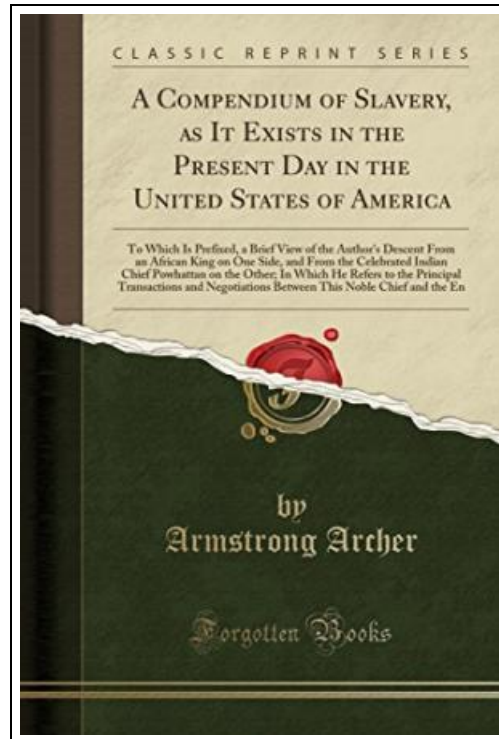 CLASSIC REPRINT SERIES
A COMPENDIUM OF SLAVERY,
AS IT EXISTS IN THE
PRESENT DAY IN THE
UNITED STATES OF AMERICA
To Which Is Prefixed, a Brief View of the Author's Descent From
an African King on One Side, and From the Celebrated Indian
Chief Powhattan on the Other; In Which He Refers to the Principal
Transactions and Negotiations Between This Noble Chief and the En
by
Armstrong Archer
Forgotten Books